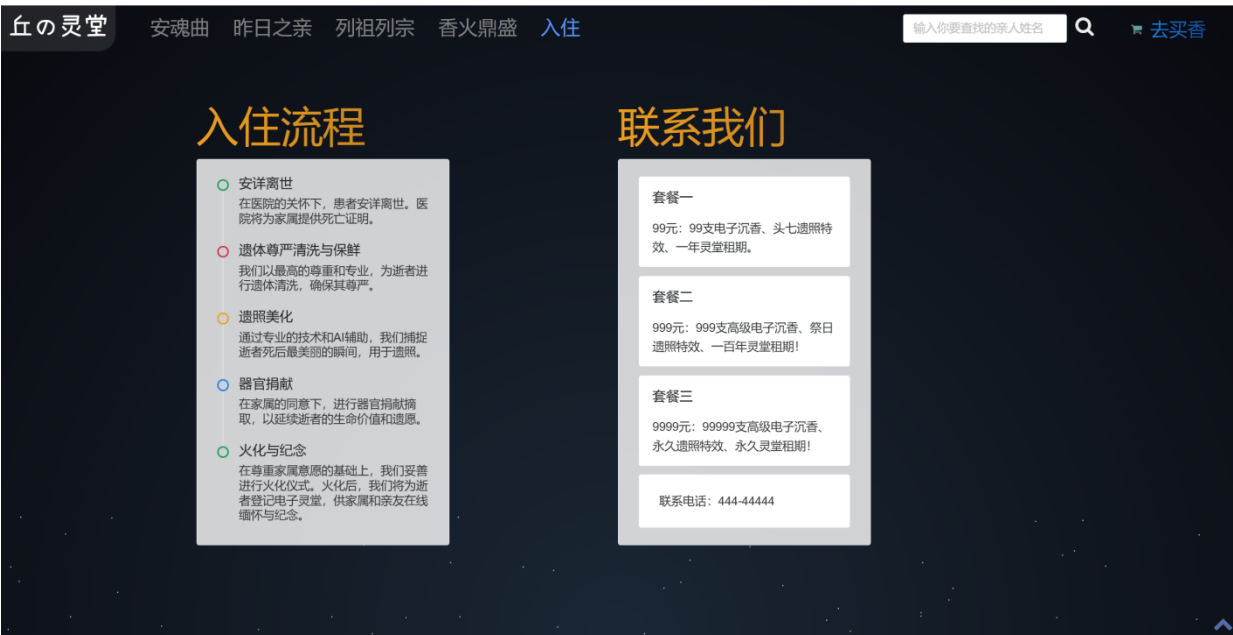 丘の灵堂 安魂曲 昨日之亲 列祖列宗 香火鼎盛 入住 输入你要查找的亲人姓名 去买香
入住流程
安详离世
在医院的关怀下，患者安详离世。医
院将为家属提供死亡证明。
遗体尊严清洗与保鲜
我们以最高的尊重和专业，为逝者进
行遗体清洗，确保其尊严。
遗照美化
通过专业的技术和AI辅助，我们捕捉
逝者死后最美丽的瞬间，用于遗照。
器官捐献
在家属的同意下，进行器官捐献摘
取，以延续逝者的生命价值和遗愿。
火化与纪念
在尊重家属意愿的基础上，我们妥善
进行火化仪式。火化后，我们将为逝
者登记电子灵堂，供家属和亲友在线
缅怀与纪念。
联系我们
套餐一
99元：99支电子沉香、头七遗照特
效、一年灵堂租期。
套餐二
999元：999支高级电子沉香、祭日
遗照特效、一百年灵堂租期！
套餐三
9999元：99999支高级电子沉香、
永久遗照特效、永久灵堂租期！
联系电话：444-44444